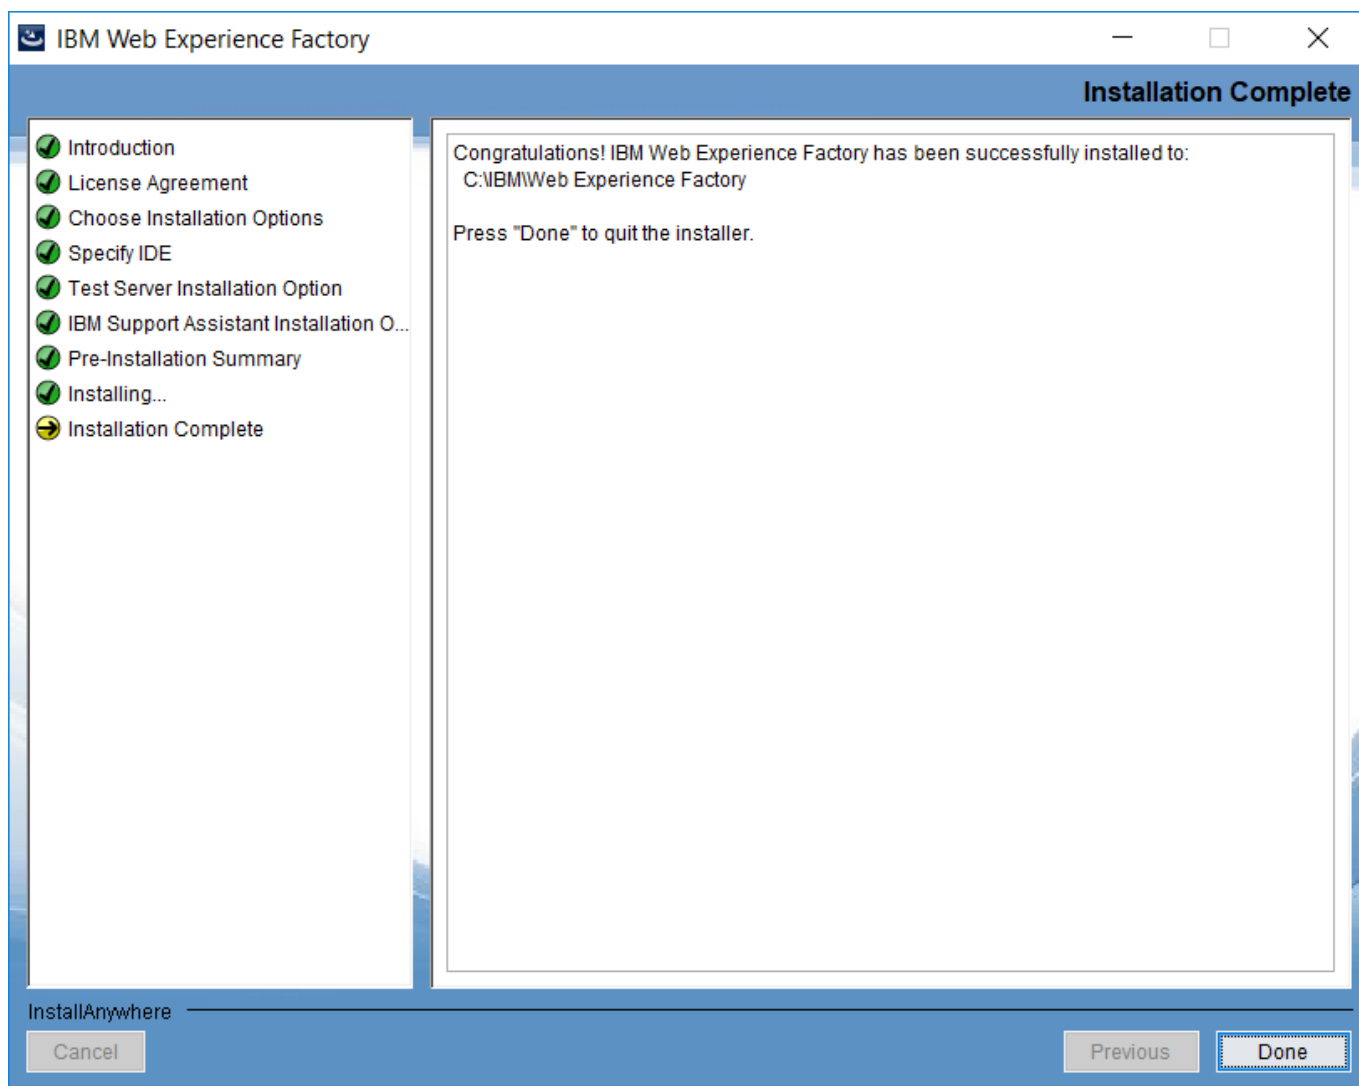 IBM Web Experience Factory
Installation Complete
Introduction
License Agreement
Choose Installation Options
Specify IDE
Test Server Installation Option
IBM Support Assistant Installation O...
Pre-Installation Summary
Installing...
Installation Complete
Congratulations! IBM Web Experience Factory has been successfully installed to:
C:\IBM\Web Experience Factory
Press "Done" to quit the installer.
InstallAnywhere
Cancel
Previous
Done